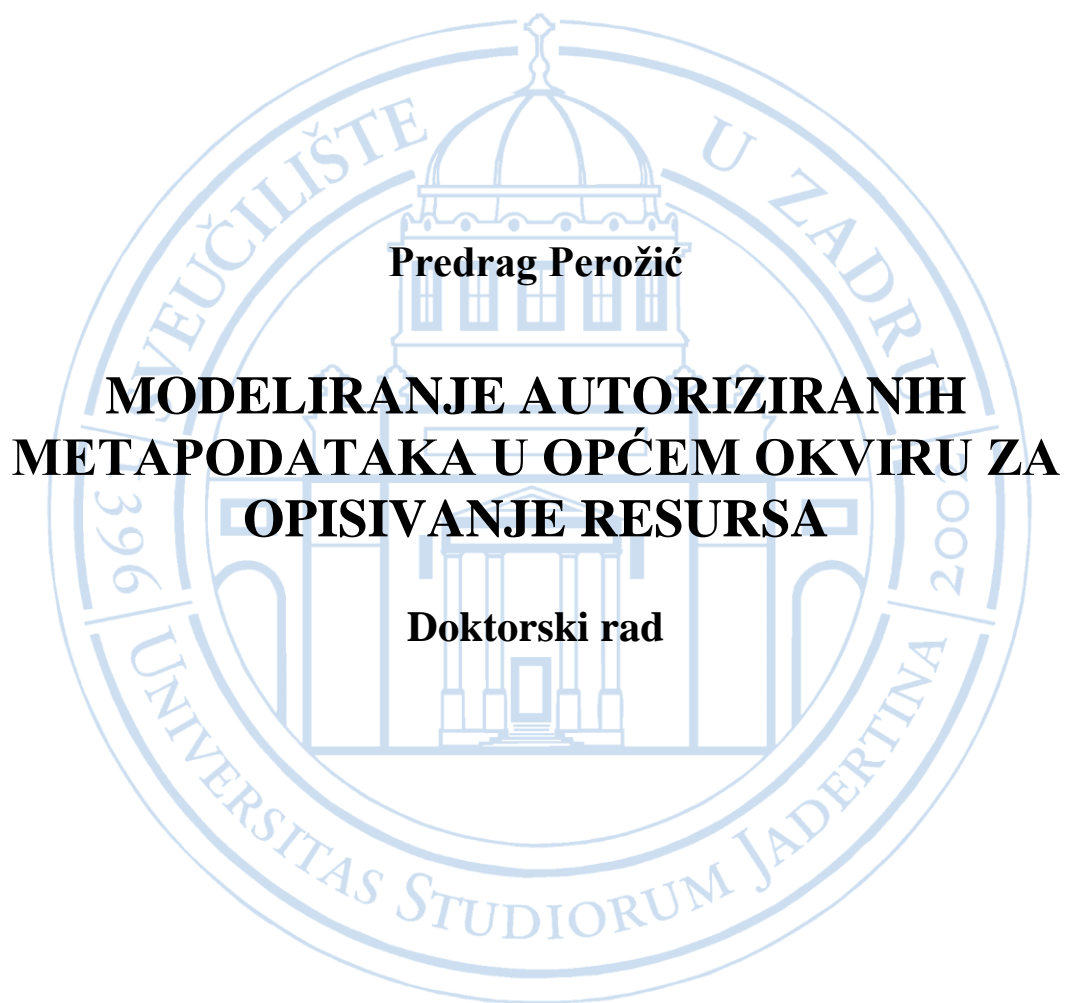 SVEUČILIŠTE U ZADRU
Predrag Perožić
MODELIRANJE AUTORIZIRANIH
METAPODATAKA U OPĆEM OKVIRU ZA
OPISIVANJE RESURSA
Doktorski rad
1396
2002
UNIVERSITAS STUDIORUM JADERTINA